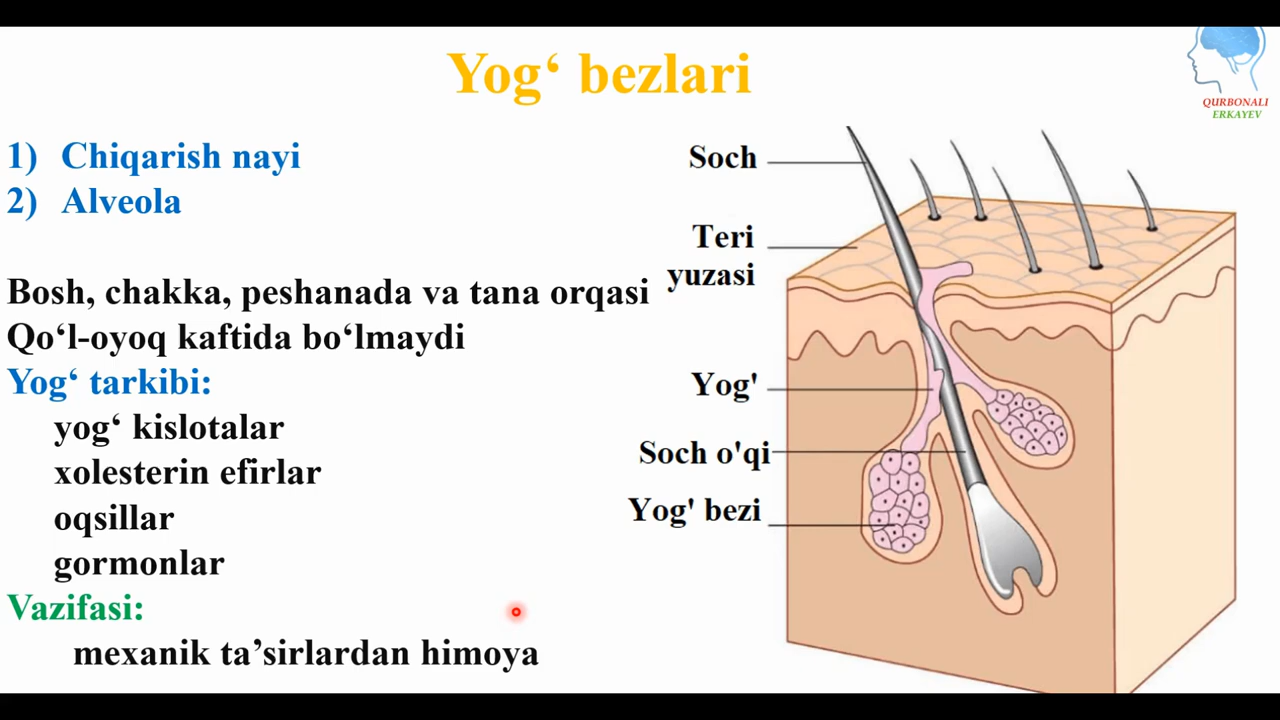 Yog‘ bezlari
QURBONALI
ERKAYEV
1) Chiqarish nayi
2) Alveola
Bosh, chakka, peshanada va tana orqasi
Qo‘l-oyoq kaftida bo‘lmaydi
Yog‘ tarkibi:
yog‘ kislotalar
xolesterin efirlar
oqsillar
gormonlar
Vazifasi:
mexanik ta’sirlardan himoya
Soch
Teri
yuzasi
Yog'
Soch o'qi
Yog' bezi